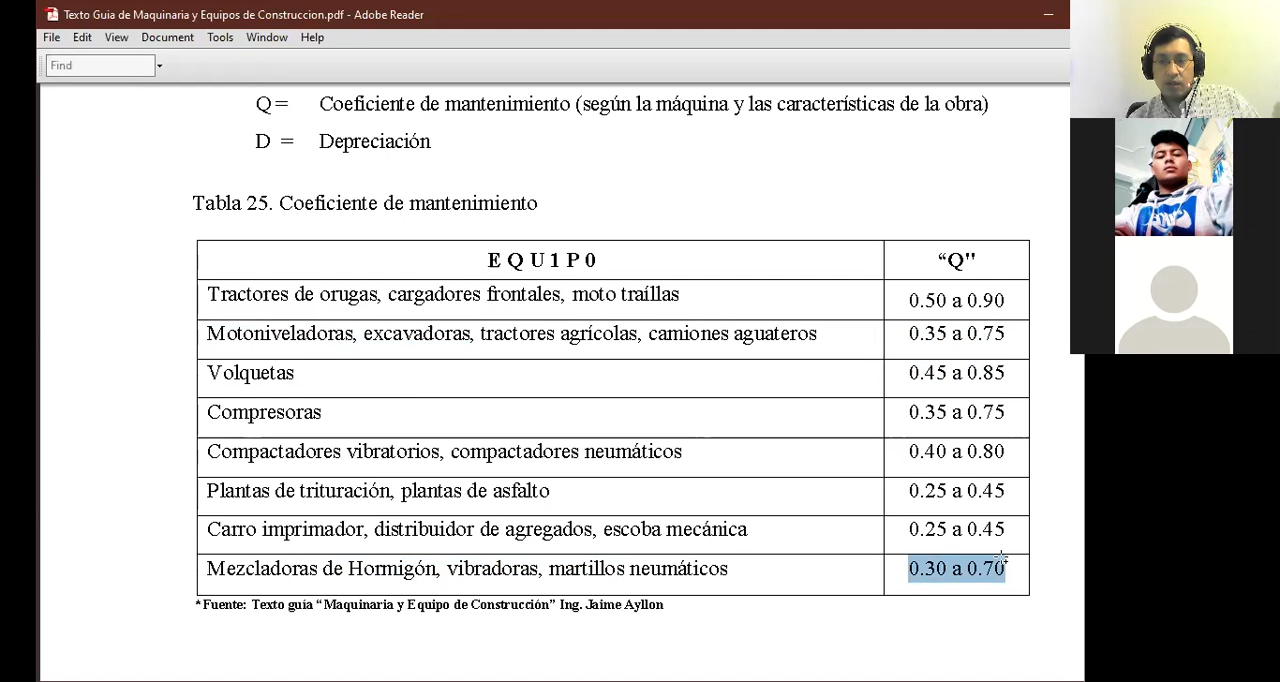 Texto Guia de Maquinaria y Equipos de Construccion.pdf - Adobe Reader
File Edit View Document Tools Window Help
Find
Q = Coeficiente de mantenimiento (según la máquina y las características de la obra)
D = Depreciación
Tabla 25. Coeficiente de mantenimiento
E Q U 1 P 0 “Q"
Tractores de orugas, cargadores frontales, moto traíllas 0.50 a 0.90
Motoniveladoras, excavadoras, tractores agrícolas, camiones aguateros 0.35 a 0.75
Volquetas 0.45 a 0.85
Compresoras 0.35 a 0.75
Compactadores vibratorios, compactadores neumáticos 0.40 a 0.80
Plantas de trituración, plantas de asfalto 0.25 a 0.45
Carro imprimador, distribuidor de agregados, escoba mecánica 0.25 a 0.45
Mezcladoras de Hormigón, vibradoras, martillos neumáticos 0.30 a 0.70
* Fuente: Texto guía “Maquinaria y Equipo de Construcción” Ing. Jaime Ayllon